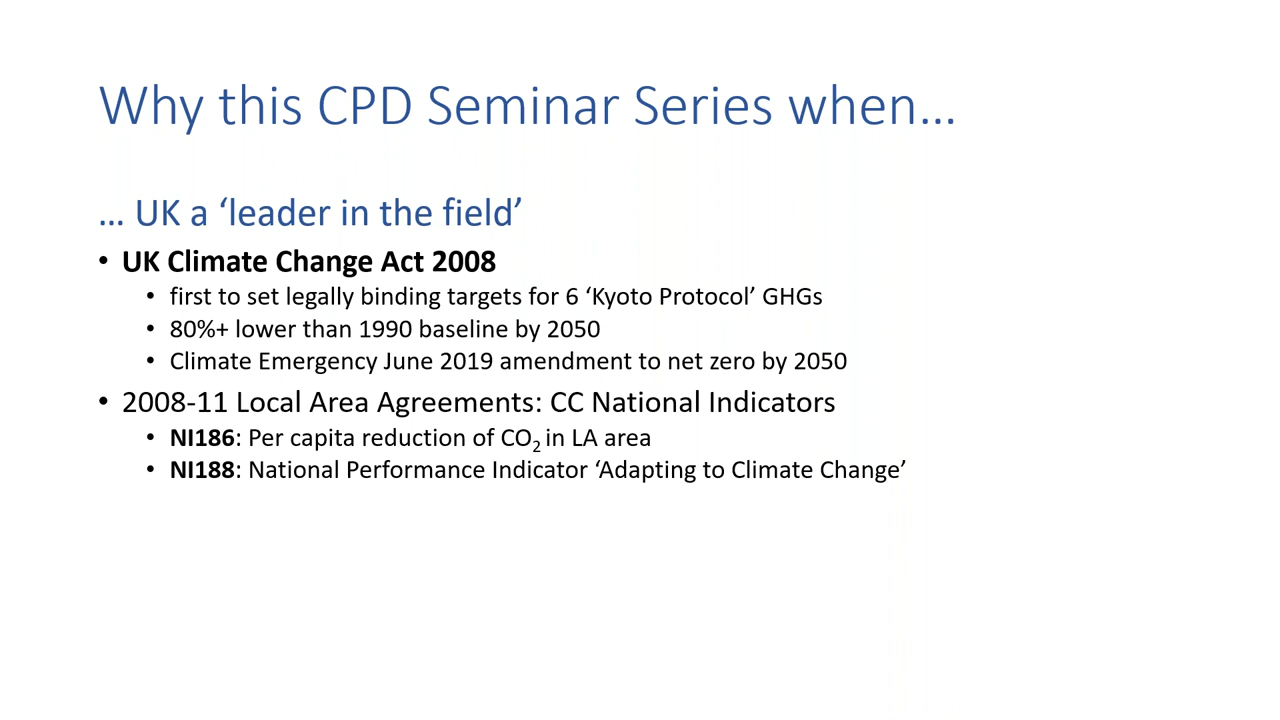 Why this CPD Seminar Series when…
… UK a ‘leader in the field’
• UK Climate Change Act 2008
• first to set legally binding targets for 6 ‘Kyoto Protocol’ GHGs
• 80%+ lower than 1990 baseline by 2050
• Climate Emergency June 2019 amendment to net zero by 2050
• 2008-11 Local Area Agreements: CC National Indicators
• NI186: Per capita reduction of CO₂ in LA area
• NI188: National Performance Indicator ‘Adapting to Climate Change’